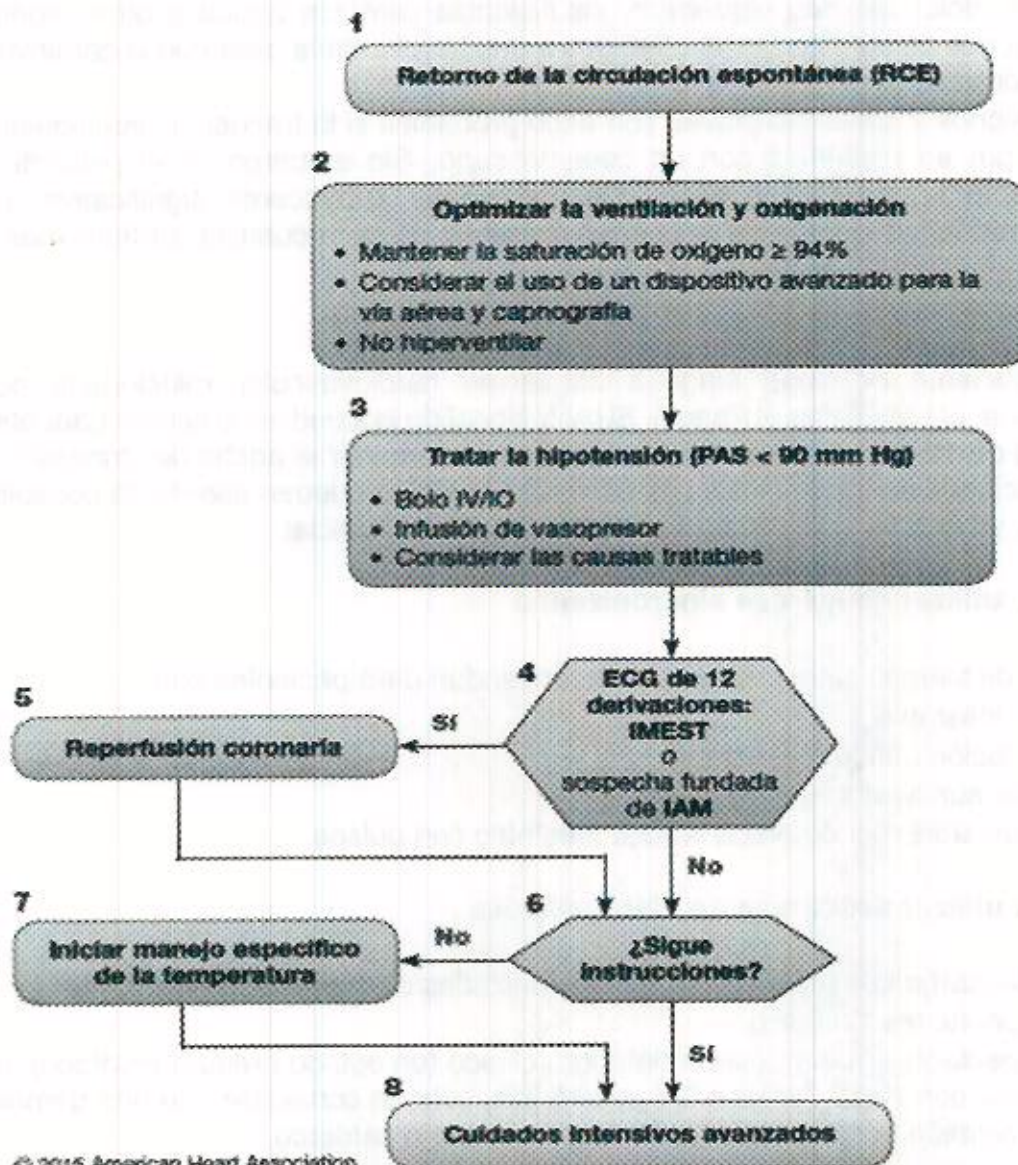 1
Retorno de la circulación espontánea (RCE)
2
Optimizar la ventilación y oxigenación
• Mantener la saturación de oxígeno ≥ 94%
• Considerar el uso de un dispositivo avanzado para la
vía aérea y capnografía
• No hiperventilar
3
Tratar la hipotensión (PAS < 90 mm Hg)
• Bolo IV/IO
• Infusión de vasopresor
• Considerar las causas tratables
4
ECG de 12
derivaciones:
IMEST
o
sospecha fundada
de IAM
Sí
5
Reperfusión coronaria
No
6
¿Sigue
instrucciones?
No
7
Iniciar manejo específico
de la temperatura
Sí
8
Cuidados intensivos avanzados
© 2015 American Heart Association